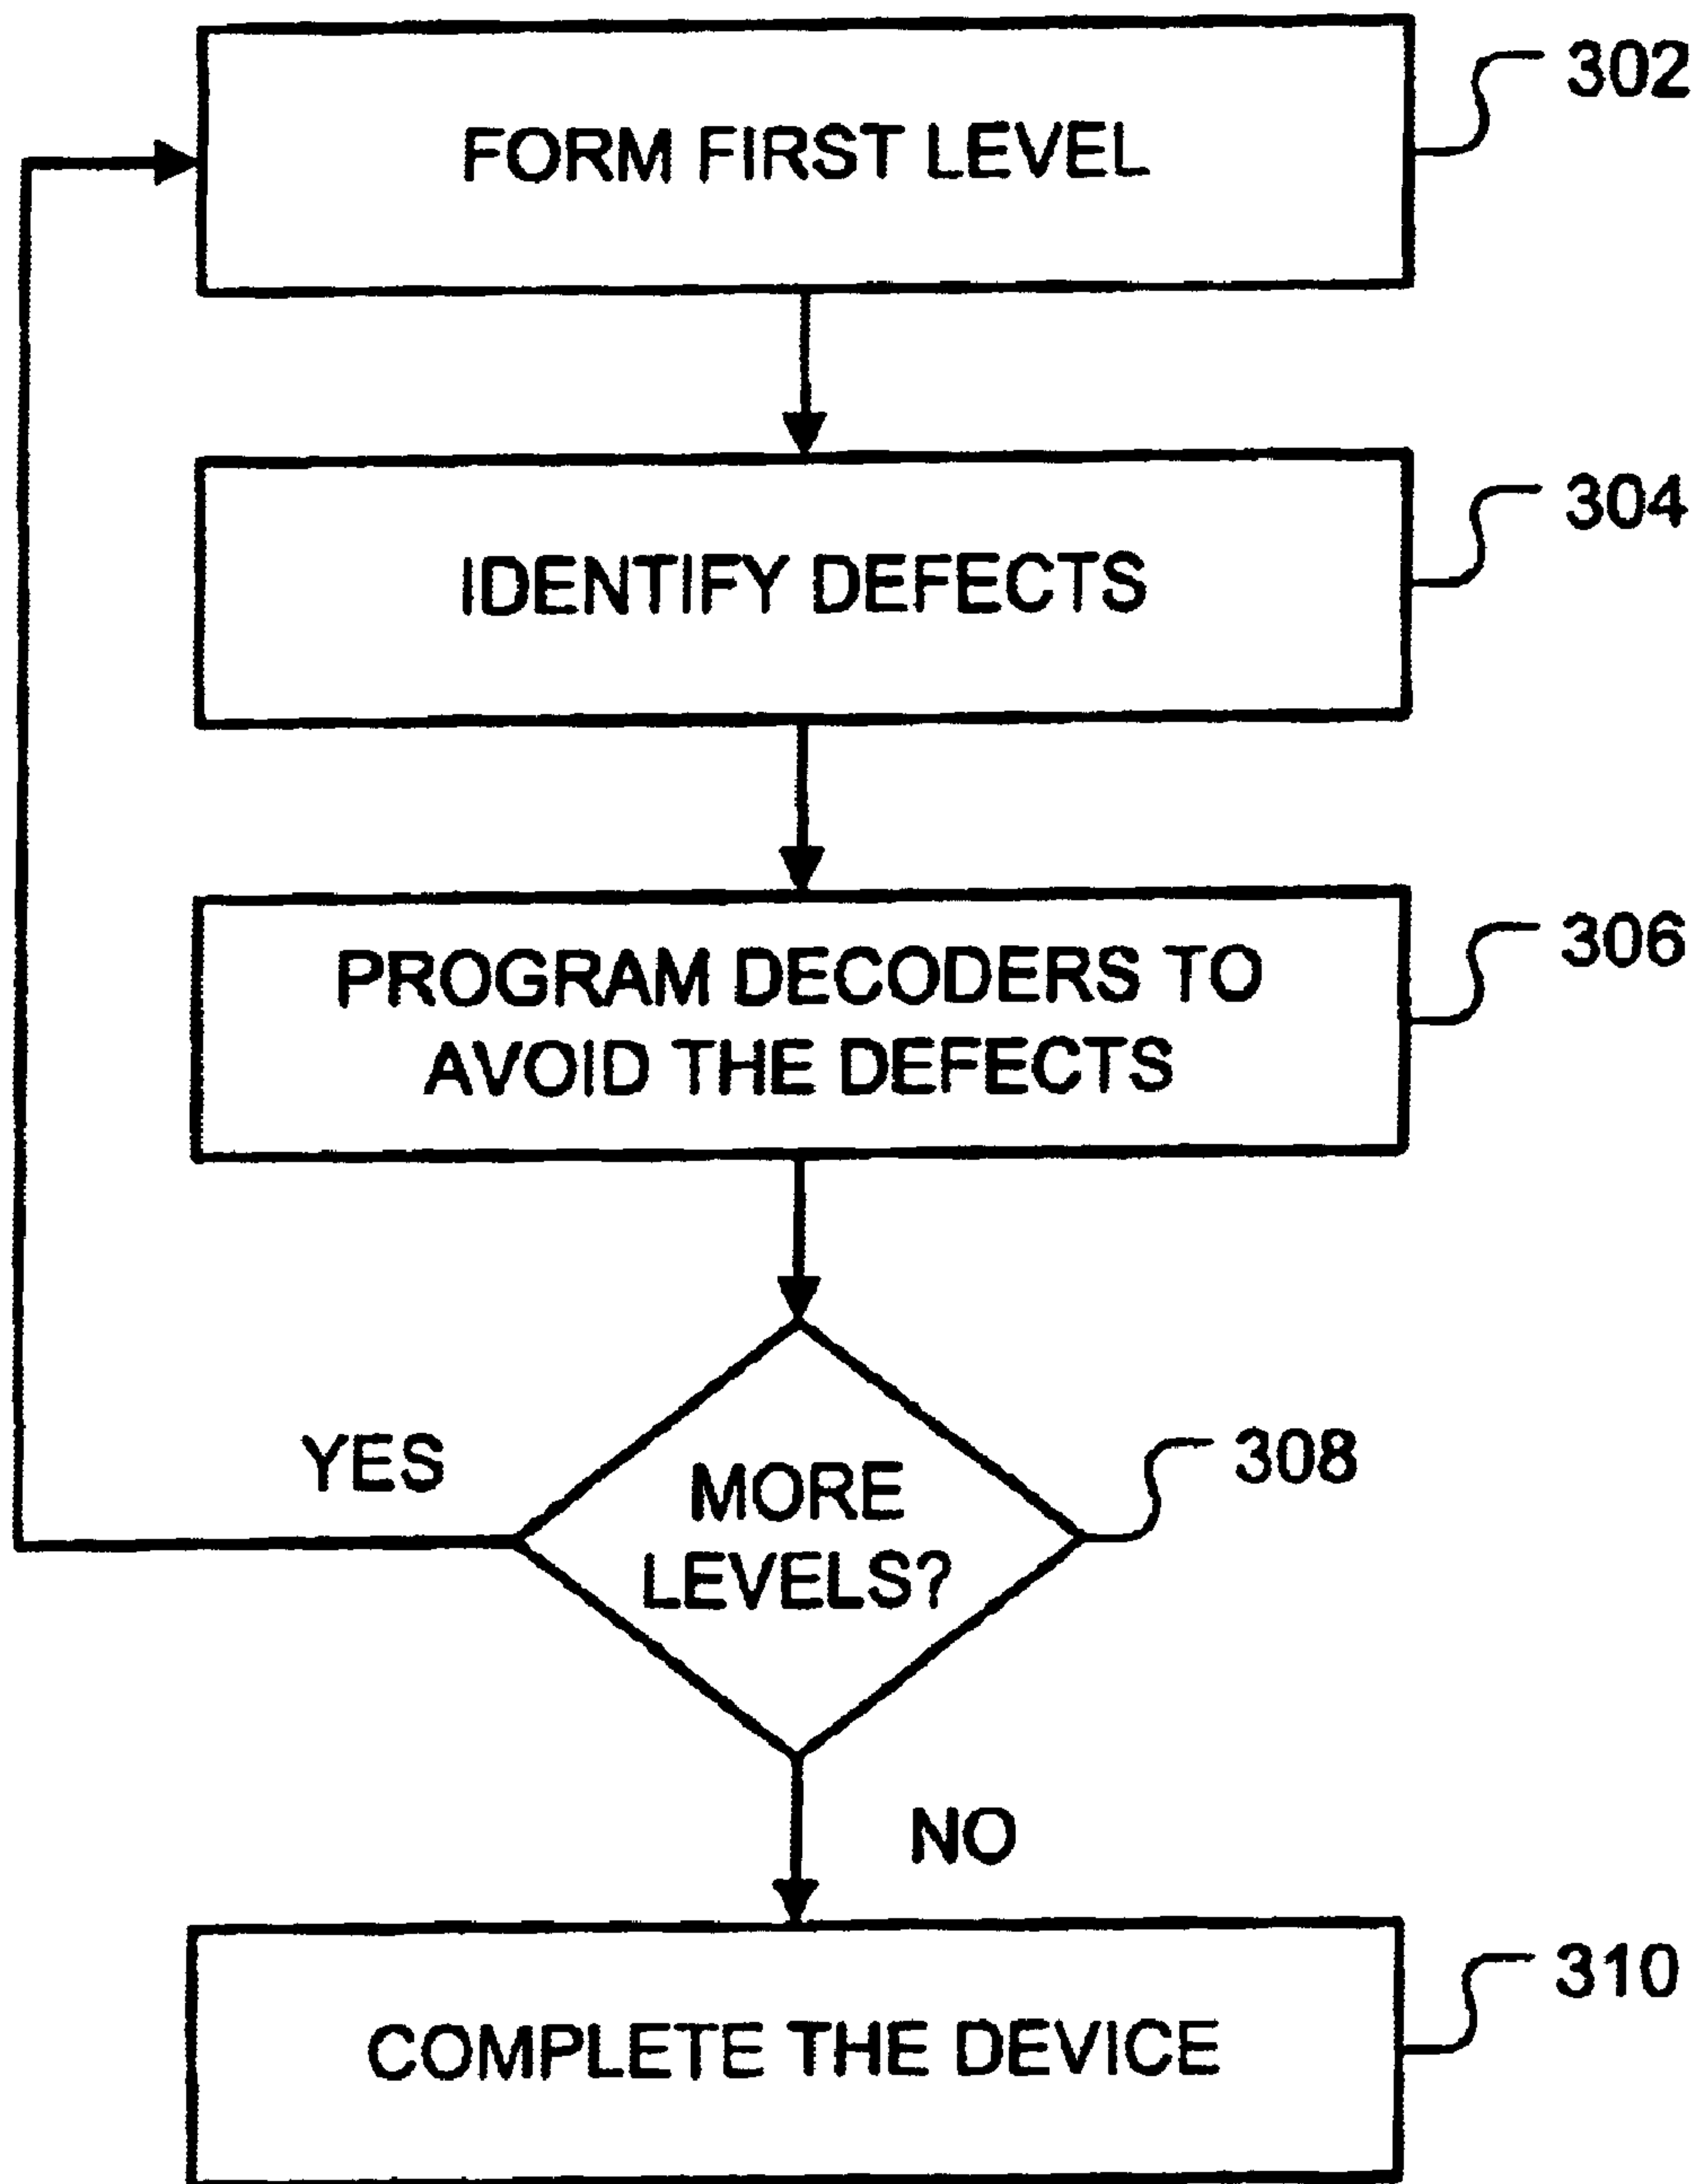 FORM FIRST LEVEL
302
IDENTIFY DEFECTS
304
PROGRAM DECODERS TO
AVOID THE DEFECTS
306
YES
MORE
LEVELS?
308
NO
COMPLETE THE DEVICE
310